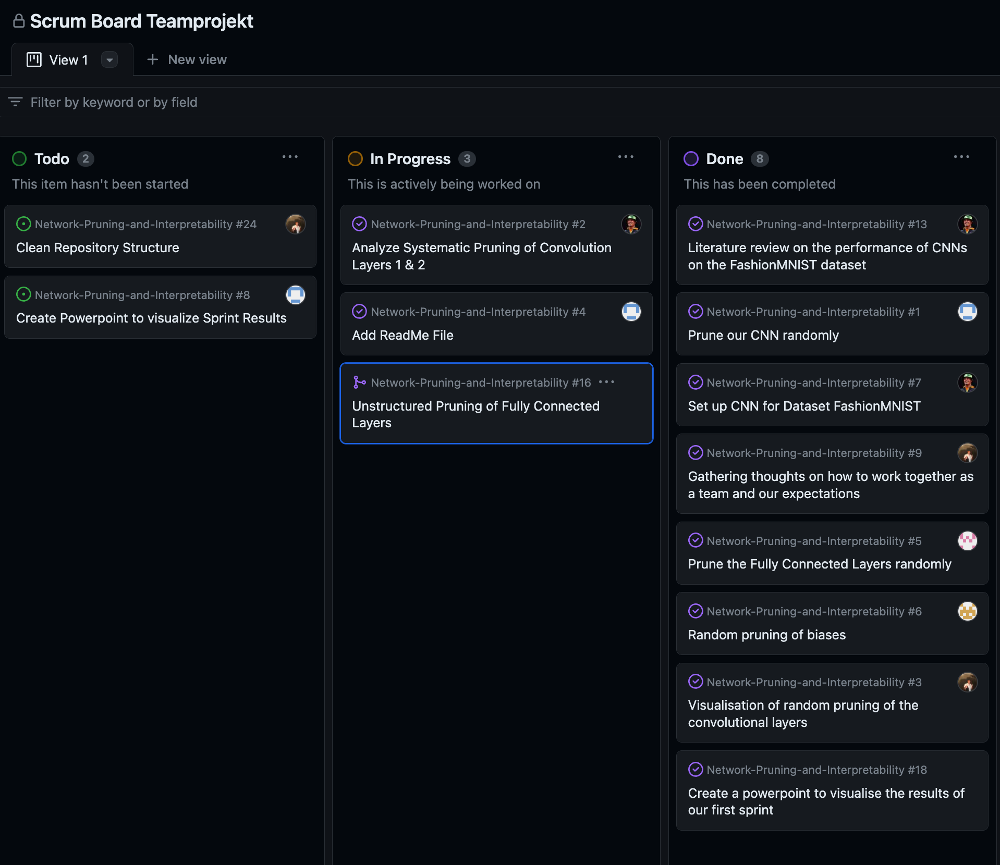 Scrum Board Teamprojekt
View 1
New view
Filter by keyword or by field
Todo 2
This item hasn't been started
Network-Pruning-and-Interpretability #24
Clean Repository Structure
Network-Pruning-and-Interpretability #8
Create Powerpoint to visualize Sprint Results
In Progress 3
This is actively being worked on
Network-Pruning-and-Interpretability #2
Analyze Systematic Pruning of Convolution
Layers 1 & 2
Network-Pruning-and-Interpretability #4
Add ReadMe File
Network-Pruning-and-Interpretability #16
Unstructured Pruning of Fully Connected
Layers
Done 8
This has been completed
Network-Pruning-and-Interpretability #13
Literature review on the performance of CNNs
on the FashionMNIST dataset
Network-Pruning-and-Interpretability #1
Prune our CNN randomly
Network-Pruning-and-Interpretability #7
Set up CNN for Dataset FashionMNIST
Network-Pruning-and-Interpretability #9
Gathering thoughts on how to work together as
a team and our expectations
Network-Pruning-and-Interpretability #5
Prune the Fully Connected Layers randomly
Network-Pruning-and-Interpretability #6
Random pruning of biases
Network-Pruning-and-Interpretability #3
Visualisation of random pruning of the
convolutional layers
Network-Pruning-and-Interpretability #18
Create a powerpoint to visualise the results of
our first sprint